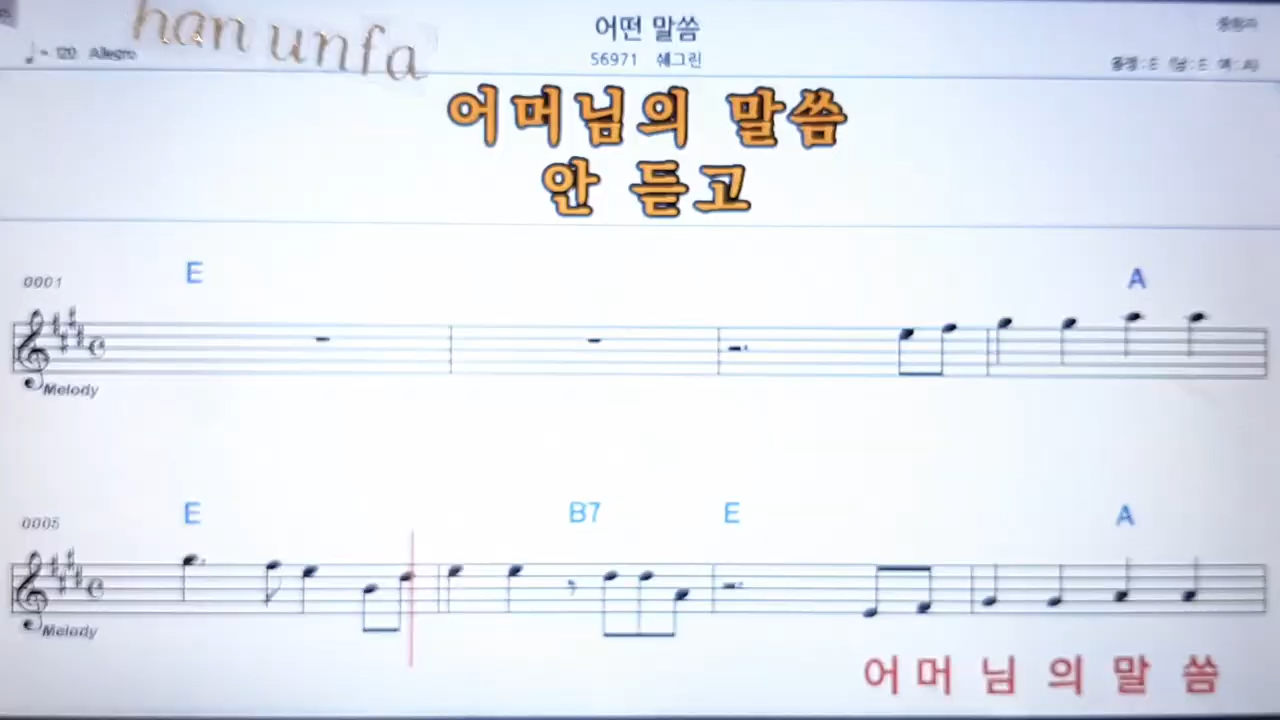 han unfa
어떤 말씀
♩= 120 Allegro
56971 쉐그린
어머님의 말씀
안 듣고
0001 E A
Melody
0005 E B7 E A
Melody
어머님의말씀